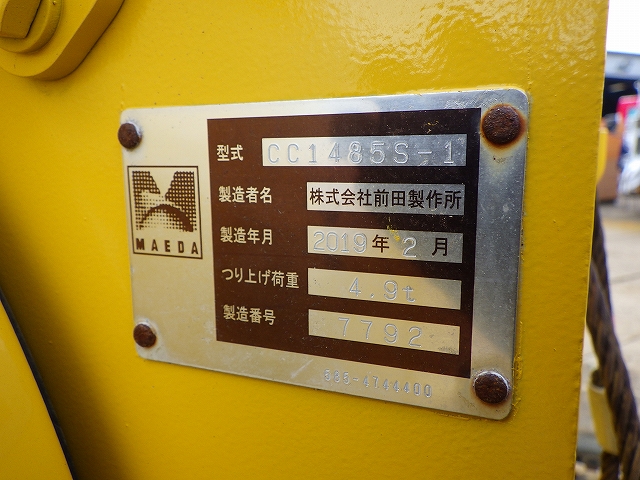 型式 CC1485S-1
製造者名 株式会社前田製作所
製造年月 2019年2月
つり上げ荷重 4.9t
製造番号 7792
MAEDA
585-4744400